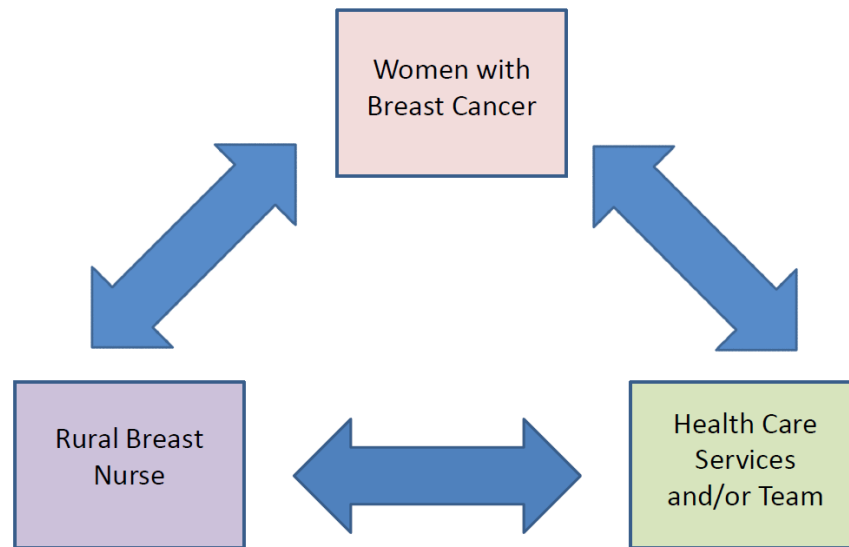 Women with
Breast Cancer
Rural Breast
Nurse
Health Care
Services
and/or Team